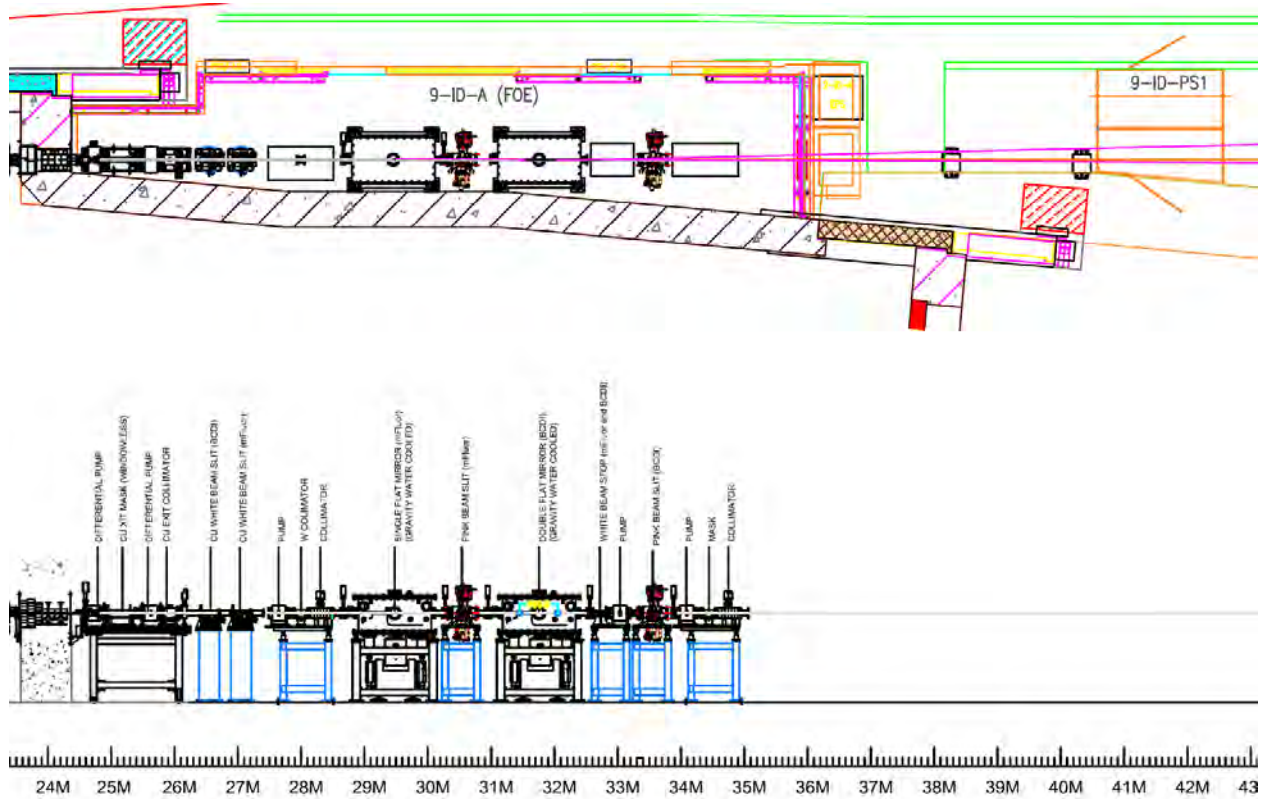 9-ID-A (FOE)
9-ID-PS1
DIFFERENTIAL PUMP
CU XIT MASK (WINDOWLESS)
DIFFERENTIAL PUMP
CU EXIT COLLIMATOR
CU WHITE BEAM SLIT (BCDI)
CU WHITE BEAM SLIT (mFluor)
PUMP
W COLIMATOR
COLLIMATOR
SINGLE FLAT MIRROR (mFLuor)
(GRAVITY WATER COOLED)
PINK BEAM SLIT (mFluor)
DOUBLE FLAT MIRROR (BCDI)
(GRAVITY WATER COOLED)
WHITE BEAM STOP (mFluor and BCDI)
PUMP
PINK BEAM SLIT (BCDI)
PUMP
MASK
COLLIMATOR
24M 25M 26M 27M 28M 29M 30M 31M 32M 33M 34M 35M 36M 37M 38M 39M 40M 41M 42M 43